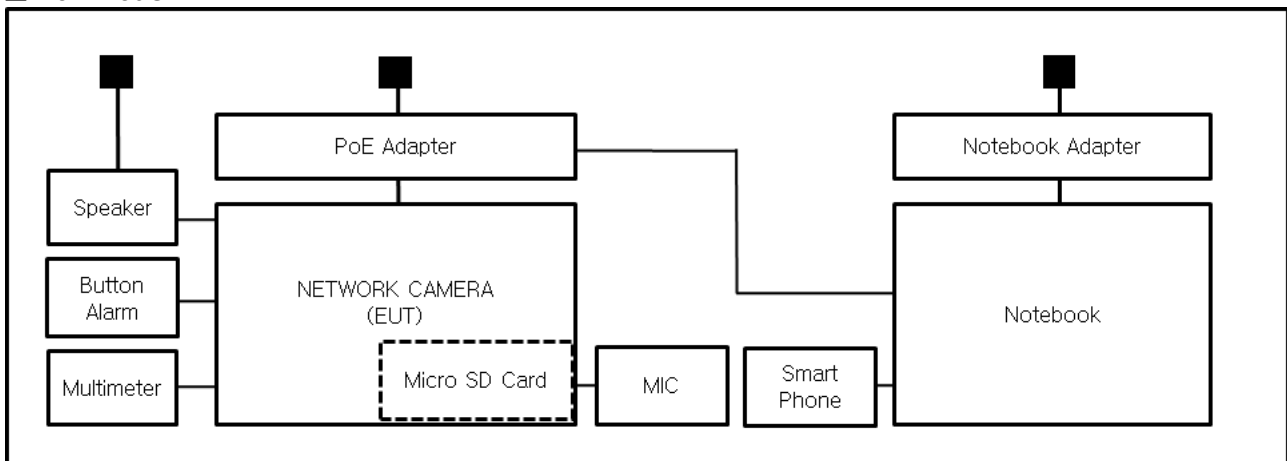 PoE Adapter
Notebook Adapter
Speaker
Button
Alarm
NETWORK CAMERA
(EUT)
Notebook
Multimeter
Micro SD Card
MIC
Smart
Phone